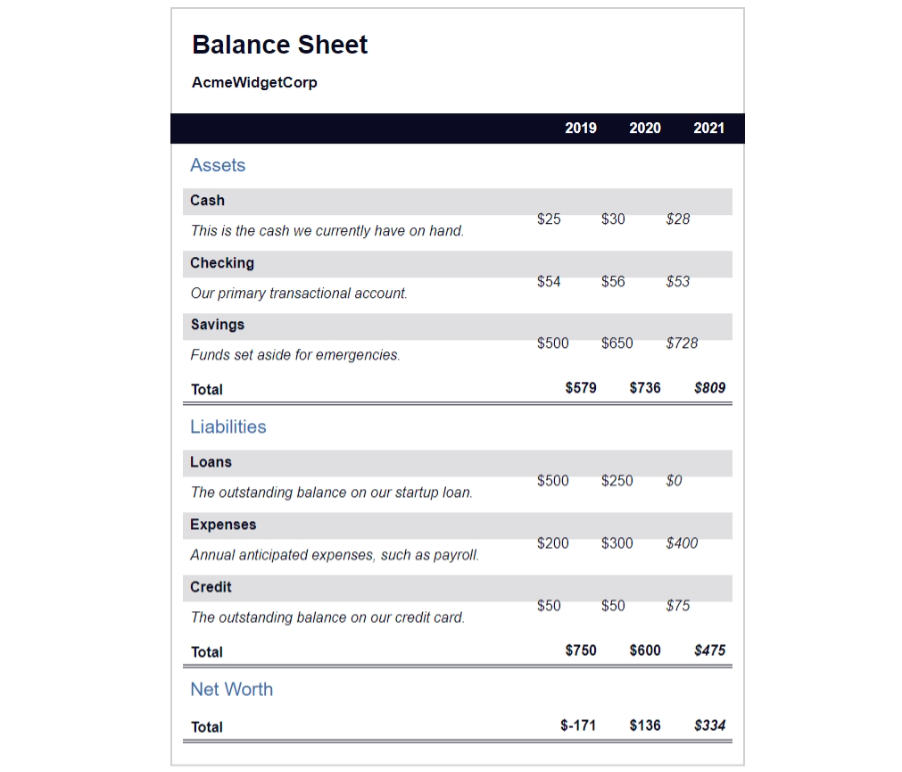 Balance Sheet
AcmeWidgetCorp
2019 2020 2021
Assets
Cash
$25 $30 $28
This is the cash we currently have on hand.
Checking
$54 $56 $53
Our primary transactional account.
Savings
$500 $650 $728
Funds set aside for emergencies.
Total $579 $736 $809
Liabilities
Loans
$500 $250 $0
The outstanding balance on our startup loan.
Expenses
$200 $300 $400
Annual anticipated expenses, such as payroll.
Credit
$50 $50 $75
The outstanding balance on our credit card.
Total $750 $600 $475
Net Worth
Total $-171 $136 $334